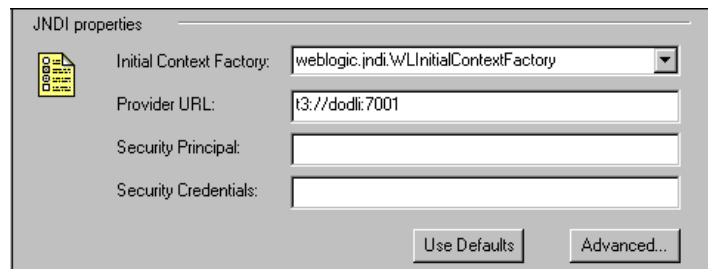 JNDI properties
Initial Context Factory: weblogic.jndi.WLInitialContextFactory
Provider URL: t3://dodli:7001
Security Principal:
Security Credentials:
Use Defaults Advanced...